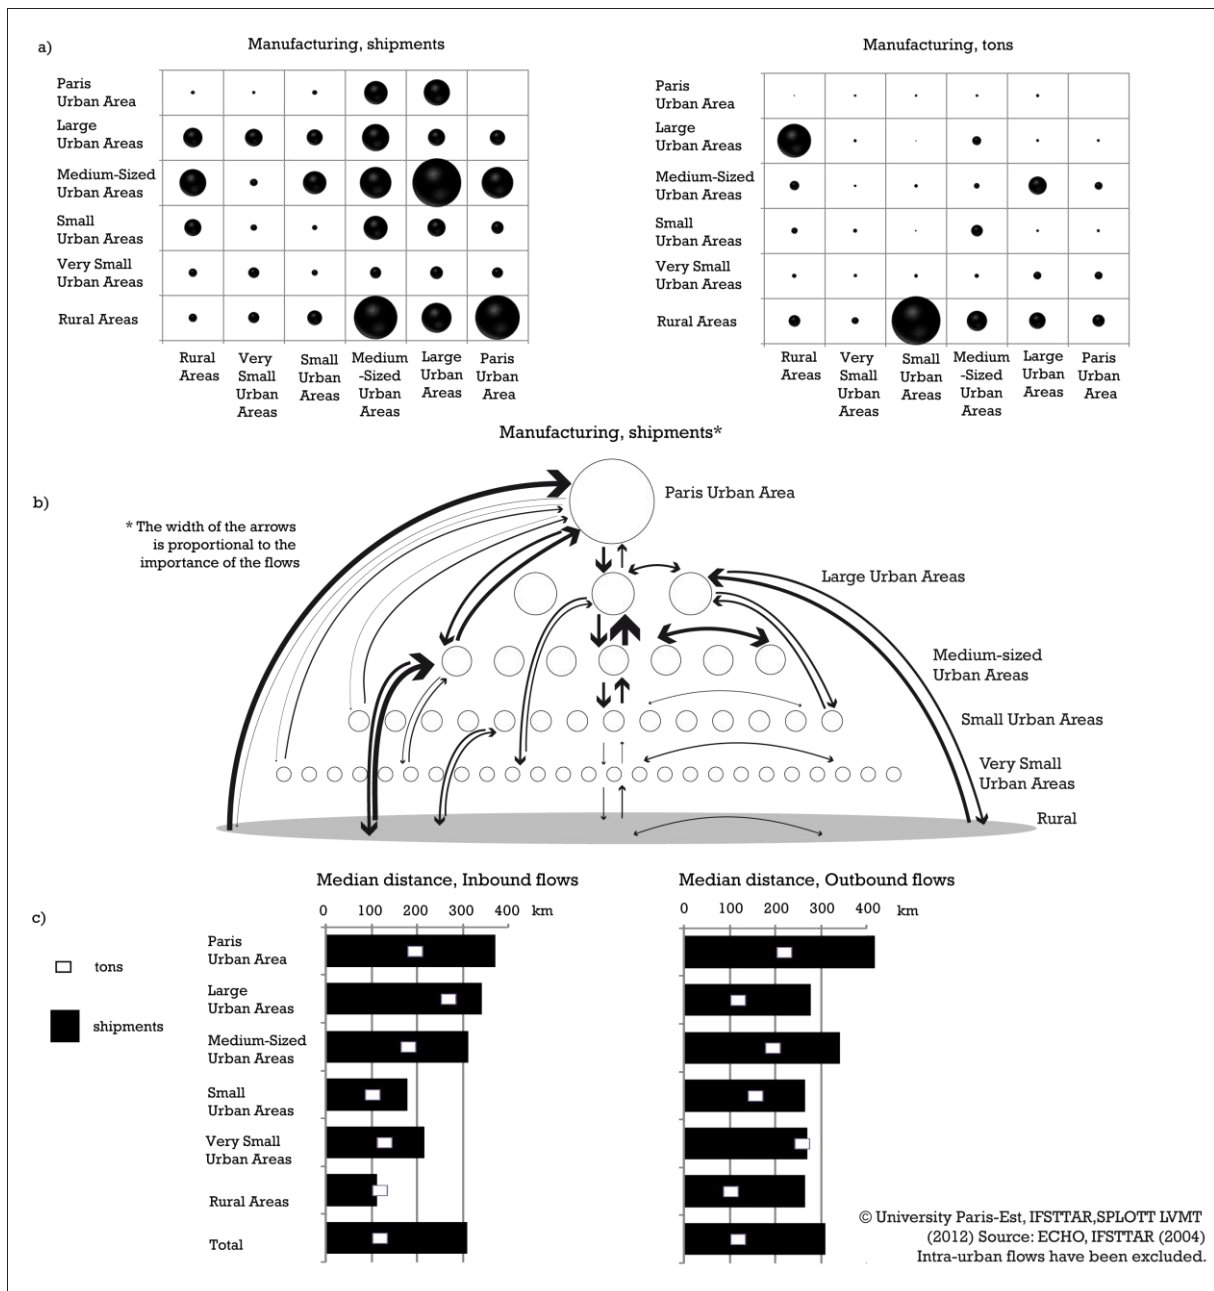 a)
Manufacturing, shipments
Paris
Urban Area
Large
Urban Areas
Medium-Sized
Urban Areas
Small
Urban Areas
Very Small
Urban Areas
Rural Areas
Rural
Areas
Very
Small
Urban
Areas
Small
Urban
Areas
Medium
-Sized
Urban
Areas
Large
Urban
Areas
Paris
Urban
Area
Manufacturing, tons
Paris
Urban Area
Large
Urban Areas
Medium-Sized
Urban Areas
Small
Urban Areas
Very Small
Urban Areas
Rural Areas
Rural
Areas
Very
Small
Urban
Areas
Small
Urban
Areas
Medium
-Sized
Urban
Areas
Large
Urban
Areas
Paris
Urban
Area
Manufacturing, shipments*
b)
* The width of the arrows
is proportional to the
importance of the flows
Paris Urban Area
Large Urban Areas
Medium-sized
Urban Areas
Small Urban Areas
Very Small
Urban Areas
Rural
c)
tons
shipments
Median distance, Inbound flows
0 100 200 300 400 km
Paris
Urban Area
Large
Urban Areas
Medium-Sized
Urban Areas
Small
Urban Areas
Very Small
Urban Areas
Rural Areas
Total
Median distance, Outbound flows
0 100 200 300 400 km
© University Paris-Est, IFSTTAR,SPLOTT LVMT
(2012) Source: ECHO, IFSTTAR (2004)
Intra-urban flows have been excluded.